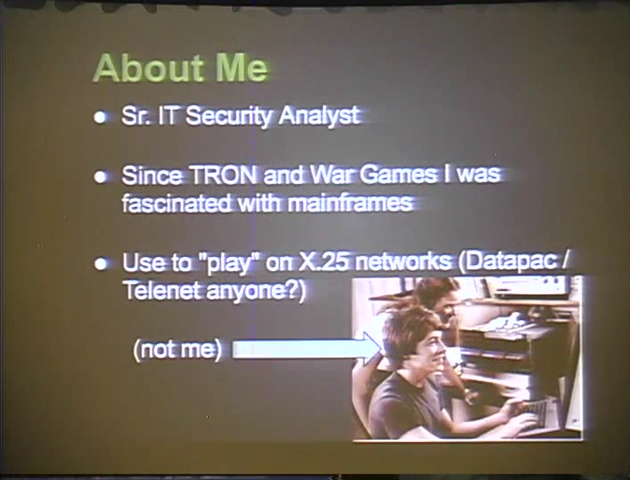 About Me
• Sr. IT Security Analyst
• Since TRON and War Games I was
fascinated with mainframes
• Use to "play" on X.25 networks (Datapac /
Telenet anyone?)
(not me)